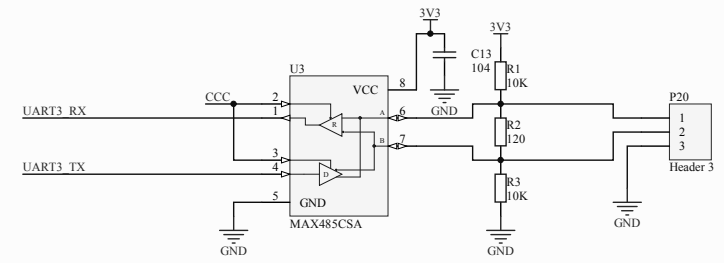 3V3
3V3
U3
C13
104
R1
10K
VCC
8
P20
CCC
2
A
6
GND
1
UART3_RX
1
R
R2
120
2
B
7
3
3
Header 3
UART3_TX
4
D
R3
10K
5
GND
MAX485CSA
GND
GND
GND